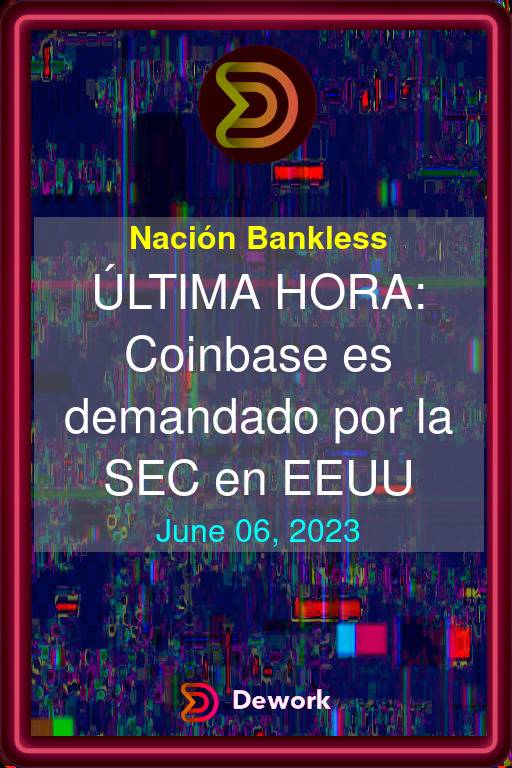 Nación Bankless
ÚLTIMA HORA:
Coinbase es
demandado por la
SEC en EEUU
June 06, 2023
Dework